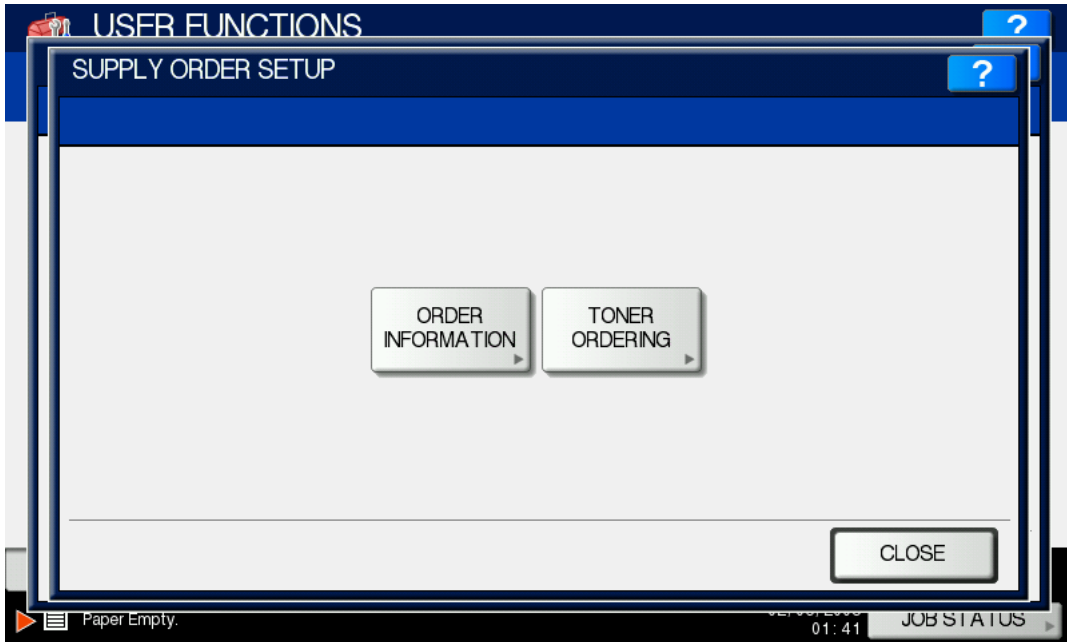 USER FUNCTIONS
?
SUPPLY ORDER SETUP
?
ORDER
INFORMATION
TONER
ORDERING
CLOSE
Paper Empty.
01:41
JOB STATUS